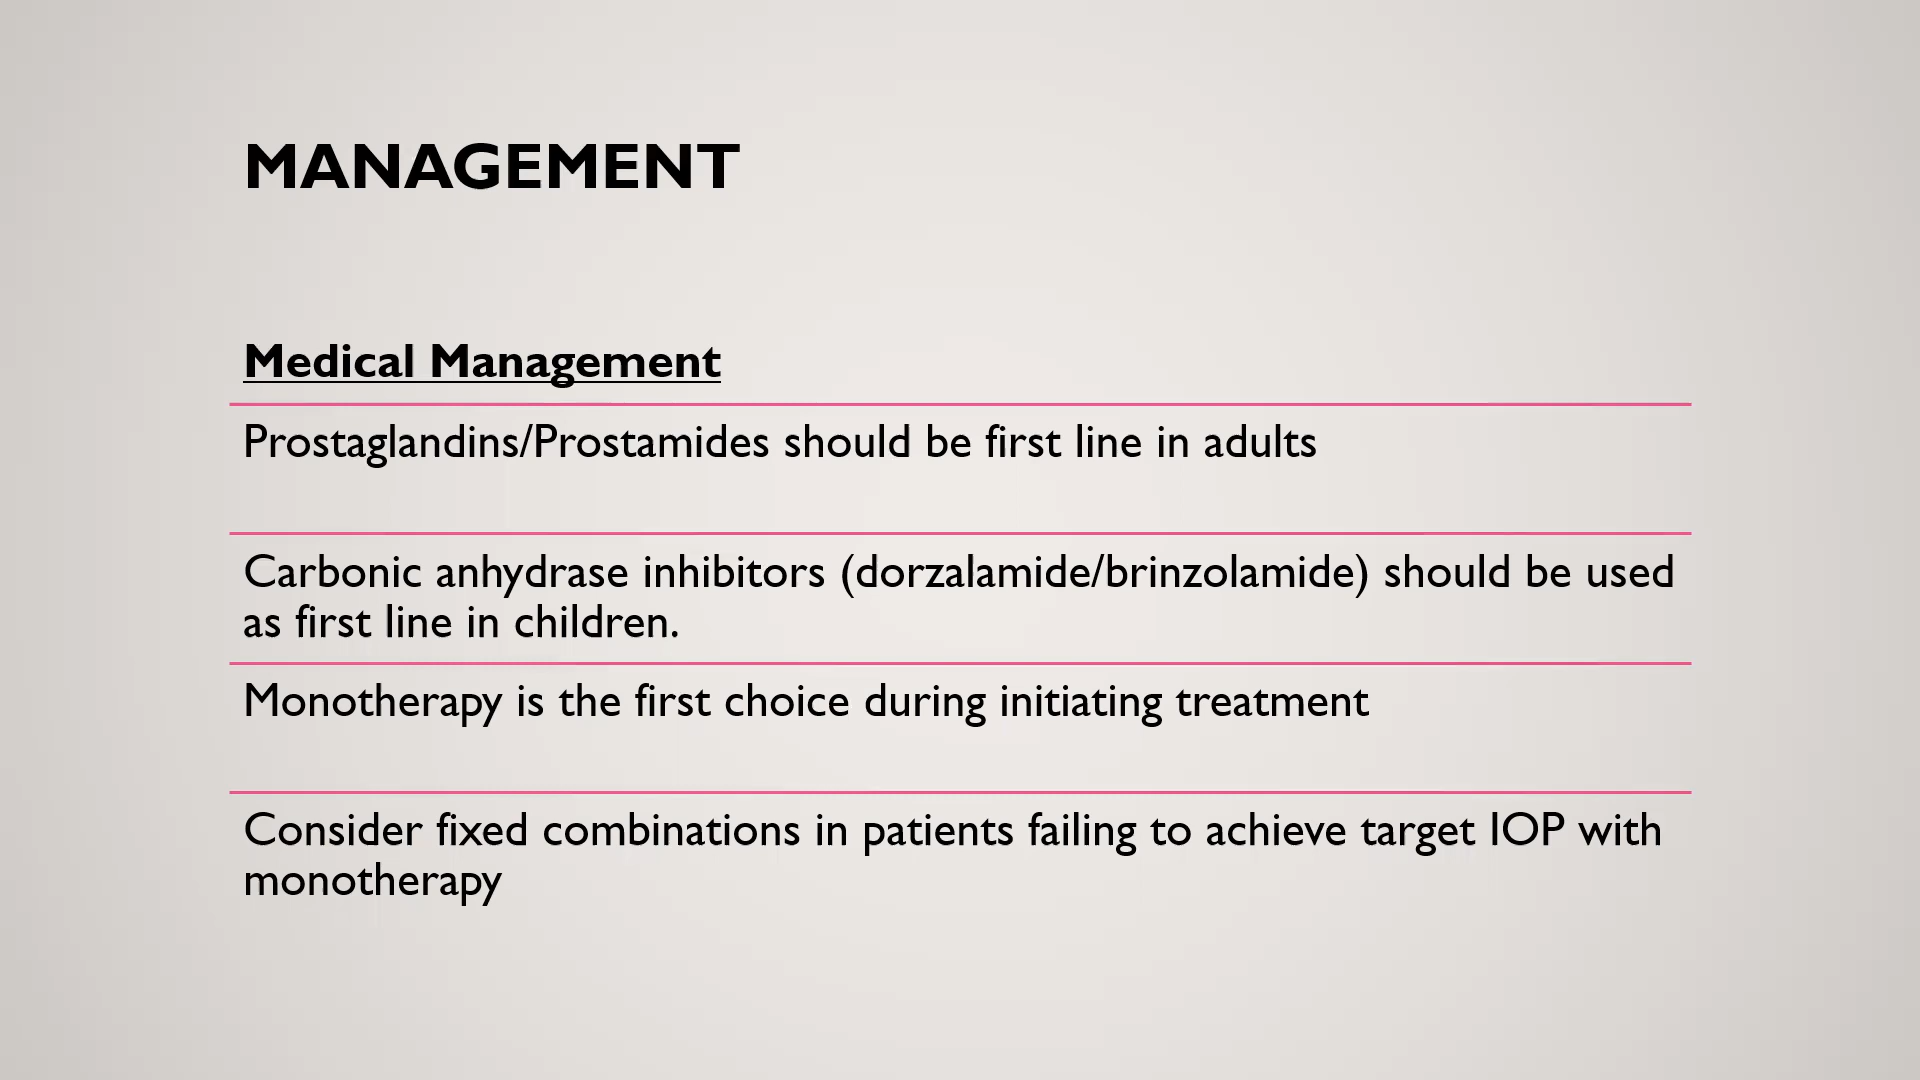 MANAGEMENT
Medical Management
Prostaglandins/Prostamides should be first line in adults
Carbonic anhydrase inhibitors (dorzalamide/brinzolamide) should be used
as first line in children.
Monotherapy is the first choice during initiating treatment
Consider fixed combinations in patients failing to achieve target IOP with
monotherapy